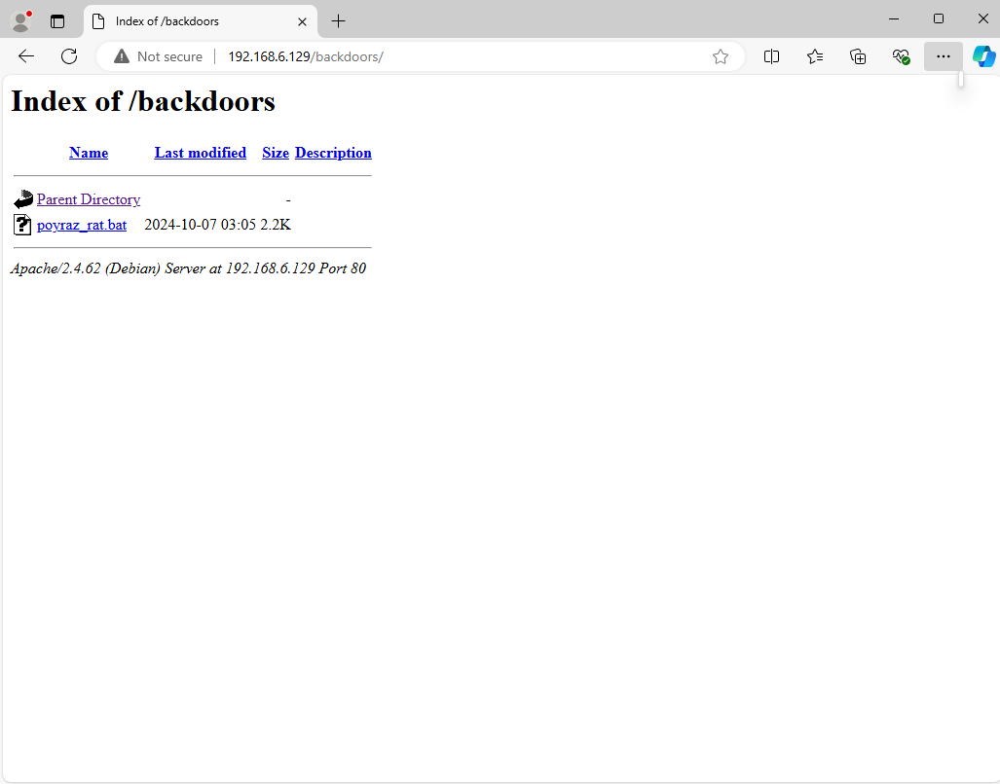 Index of /backdoors
Not secure 192.168.6.129/backdoors/
Index of /backdoors
Name Last modified Size Description
Parent Directory -
poyraz_rat.bat 2024-10-07 03:05 2.2K
Apache/2.4.62 (Debian) Server at 192.168.6.129 Port 80